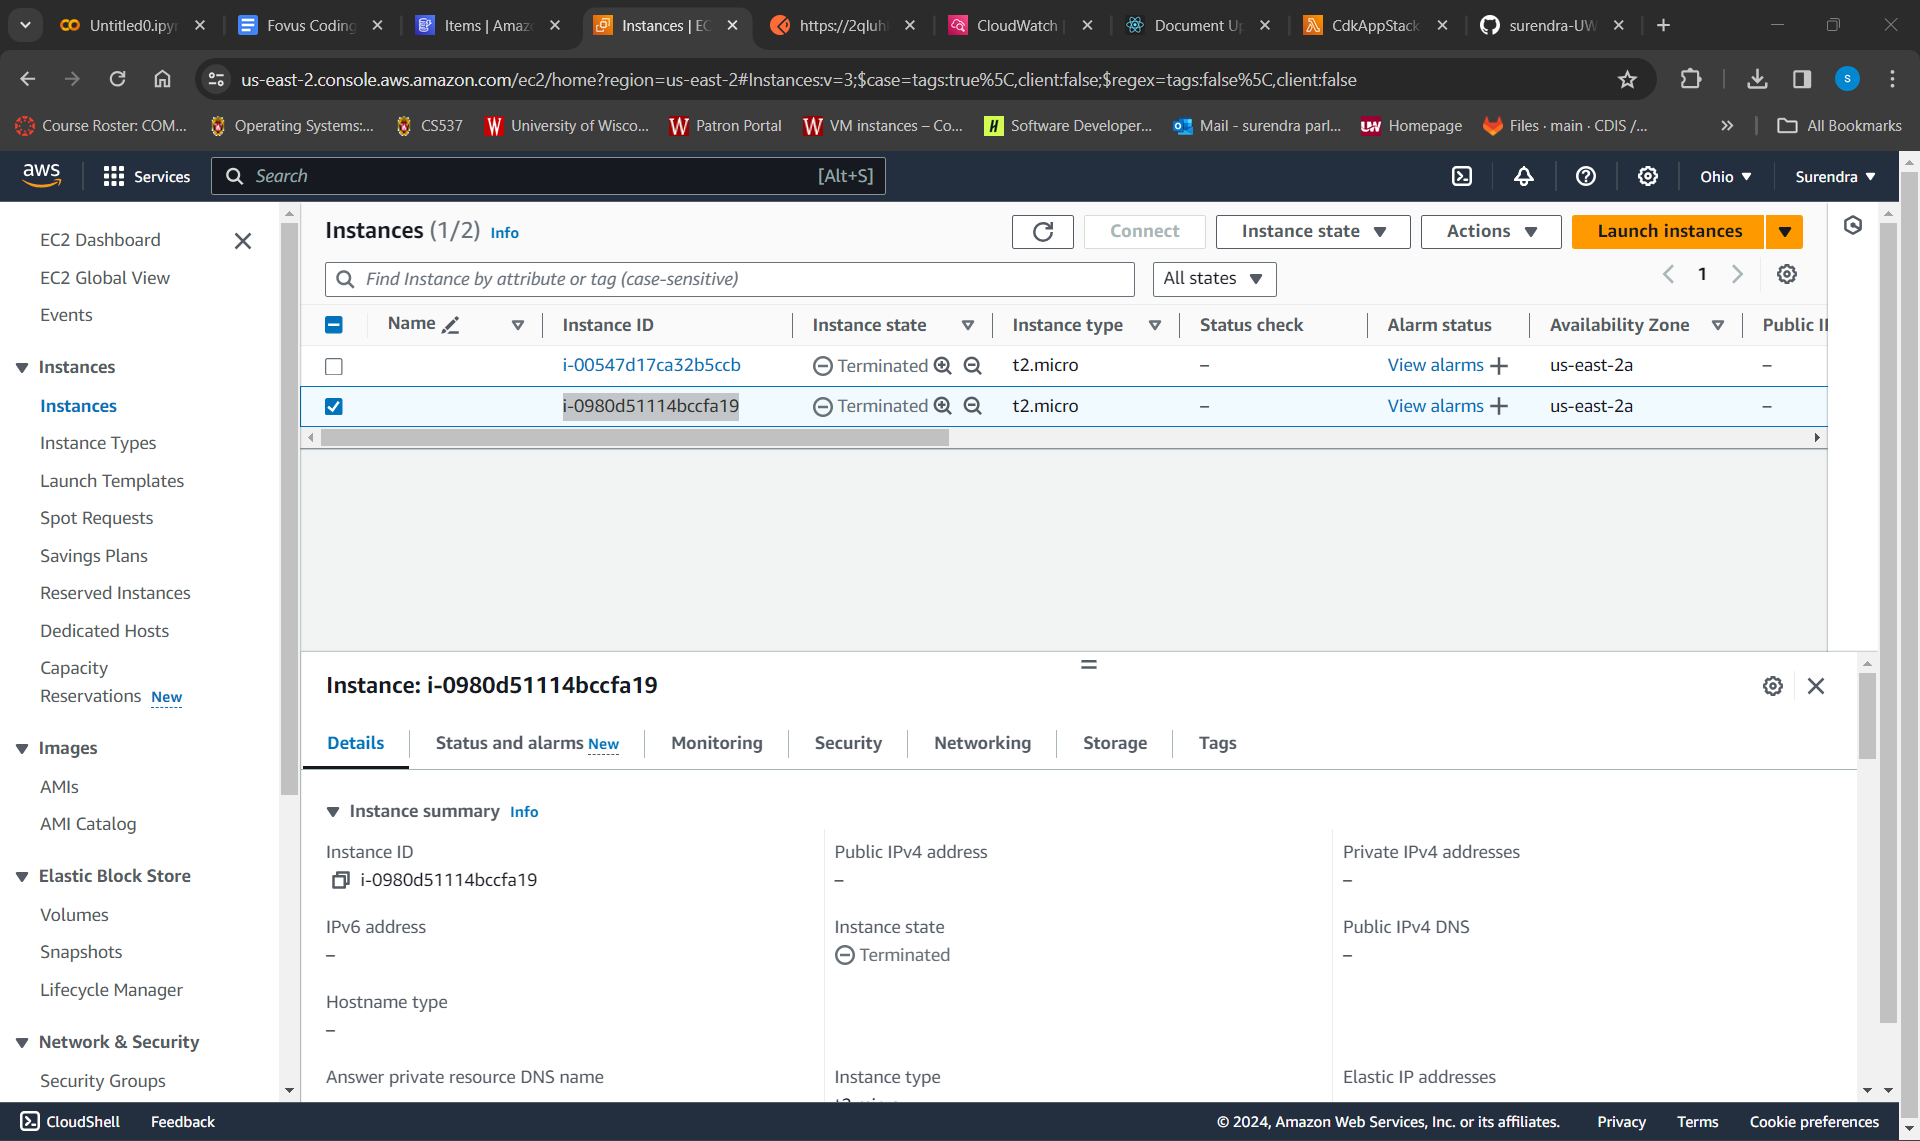 Untitled0.ipyn
Fovus Coding
Items | Amaz
Instances | EC
https://2qluhl
CloudWatch
Document Up
CdkAppStack
surendra-UW
us-east-2.console.aws.amazon.com/ec2/home?region=us-east-2#Instances:v=3;$case=tags:true%5C,client:false;$regex=tags:false%5C,client:false
S
Course Roster: COM...
Operating Systems:...
CS537
University of Wisco...
Patron Portal
VM instances – Co...
Software Developer...
Mail - surendra parl...
Homepage
Files · main · CDIS /...
All Bookmarks
aws
Services
Search
[Alt+S]
Ohio
Surendra
EC2 Dashboard
EC2 Global View
Events
Instances
Instances
Instance Types
Launch Templates
Spot Requests
Savings Plans
Reserved Instances
Dedicated Hosts
Capacity
Reservations New
Images
AMIs
AMI Catalog
Elastic Block Store
Volumes
Snapshots
Lifecycle Manager
Network & Security
Security Groups
Instances (1/2) Info
Connect
Instance state
Actions
Launch instances
Find Instance by attribute or tag (case-sensitive)
All states
1
Name Instance ID Instance state Instance type Status check Alarm status Availability Zone Public I
i-00547d17ca32b5ccb Terminated t2.micro – View alarms us-east-2a –
i-0980d51114bccfa19 Terminated t2.micro – View alarms us-east-2a –
Instance: i-0980d51114bccfa19
Details
Status and alarms New
Monitoring
Security
Networking
Storage
Tags
Instance summary Info
Instance ID
i-0980d51114bccfa19
Public IPv4 address
–
Private IPv4 addresses
–
IPv6 address
–
Instance state
Terminated
Public IPv4 DNS
–
Hostname type
–
Answer private resource DNS name
Instance type
Elastic IP addresses
CloudShell
Feedback
© 2024, Amazon Web Services, Inc. or its affiliates.
Privacy
Terms
Cookie preferences